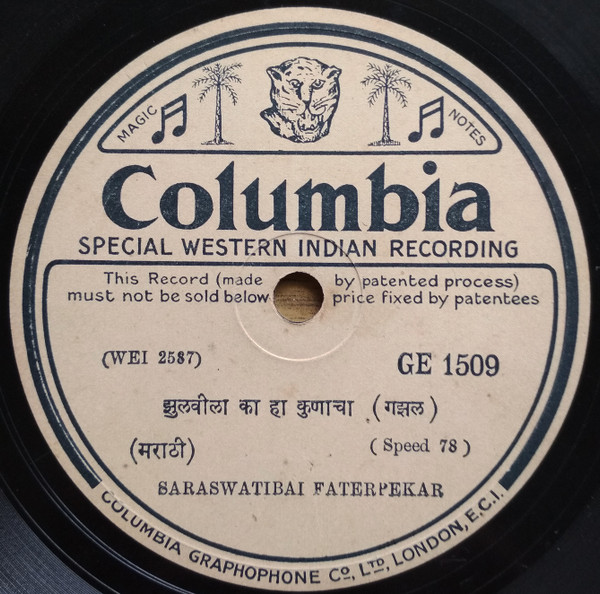 MAGIC NOTES
Columbia
SPECIAL WESTERN INDIAN RECORDING
This Record (made by patented process)
must not be sold below price fixed by patentees
(WEI 2587)
GE 1509
झुलवीला का हा कुणाचा (गझल)
(मराठी)
(Speed 78)
SARASWATIBAI FATERPEKAR
COLUMBIA GRAPHOPHONE CO., LTD., LONDON, E.C.I.